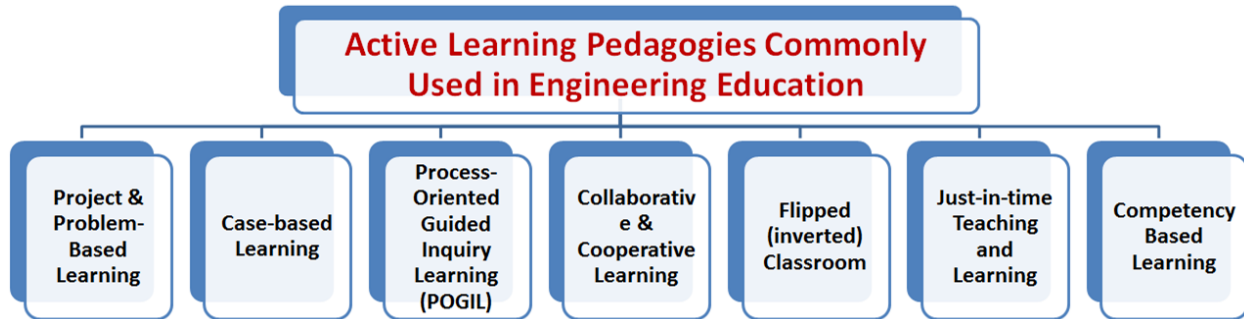 Active Learning Pedagogies Commonly
Used in Engineering Education
Project &
Problem-
Based
Learning
Case-based
Learning
Process-
Oriented
Guided
Inquiry
Learning
(POGIL)
Collaborativ
e &
Cooperative
Learning
Flipped
(inverted)
Classroom
Just-in-time
Teaching
and
Learning
Competency
Based
Learning